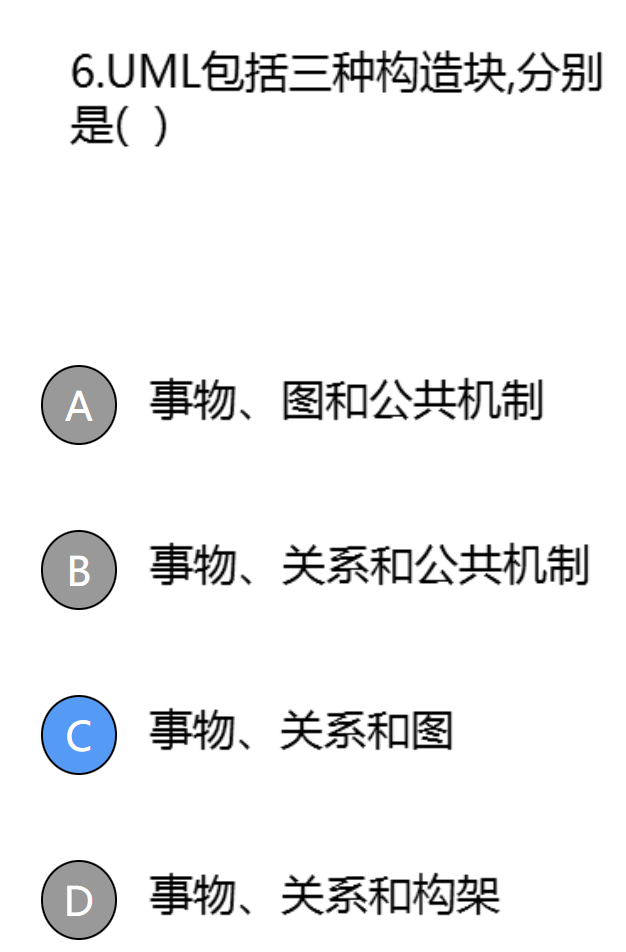 6.UML包括三种构造块,分别
是( )
A 事物、图和公共机制
B 事物、关系和公共机制
C 事物、关系和图
D 事物、关系和构架